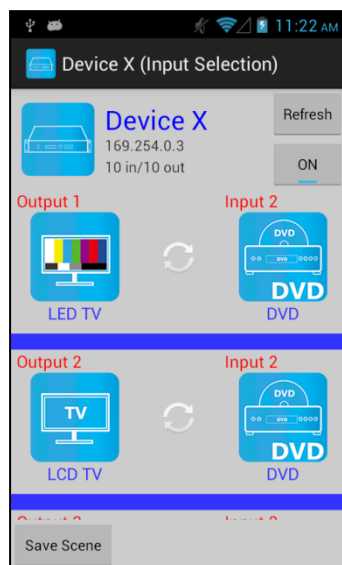 11:22 AM
Device X (Input Selection)
Device X
169.254.0.3
10 in/10 out
Refresh
ON
Output 1
Input 2
DVD
DVD
DVD
LED TV
DVD
Output 2
Input 2
TV
DVD
DVD
DVD
LCD TV
DVD
Save Scene